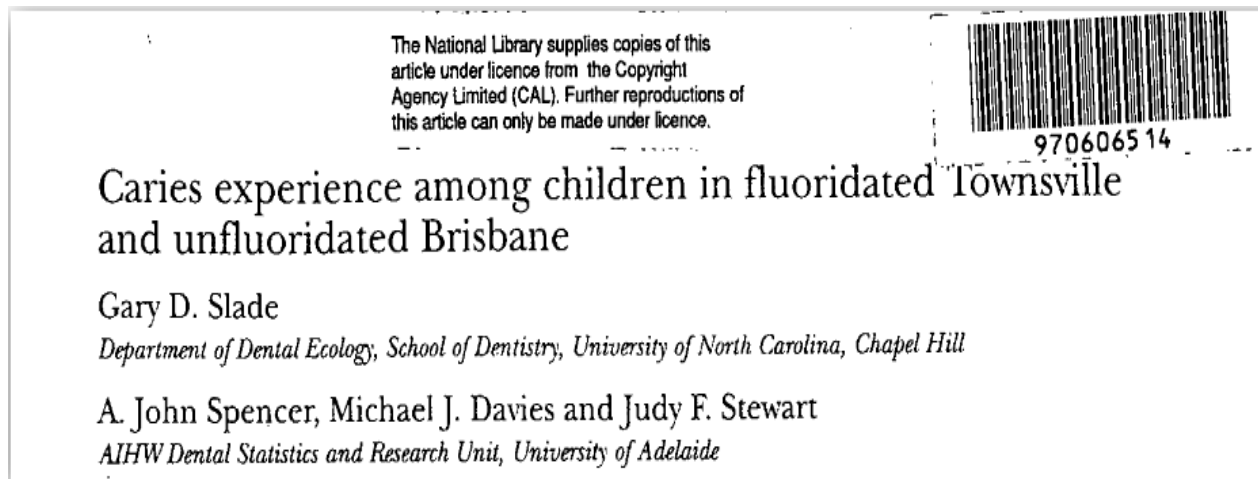 The National Library supplies copies of this
article under licence from the Copyright
Agency Limited (CAL). Further reproductions of
this article can only be made under licence.
970606514
Caries experience among children in fluoridated Townsville
and unfluoridated Brisbane
Gary D. Slade
Department of Dental Ecology, School of Dentistry, University of North Carolina, Chapel Hill
A. John Spencer, Michael J. Davies and Judy F. Stewart
AIHW Dental Statistics and Research Unit, University of Adelaide